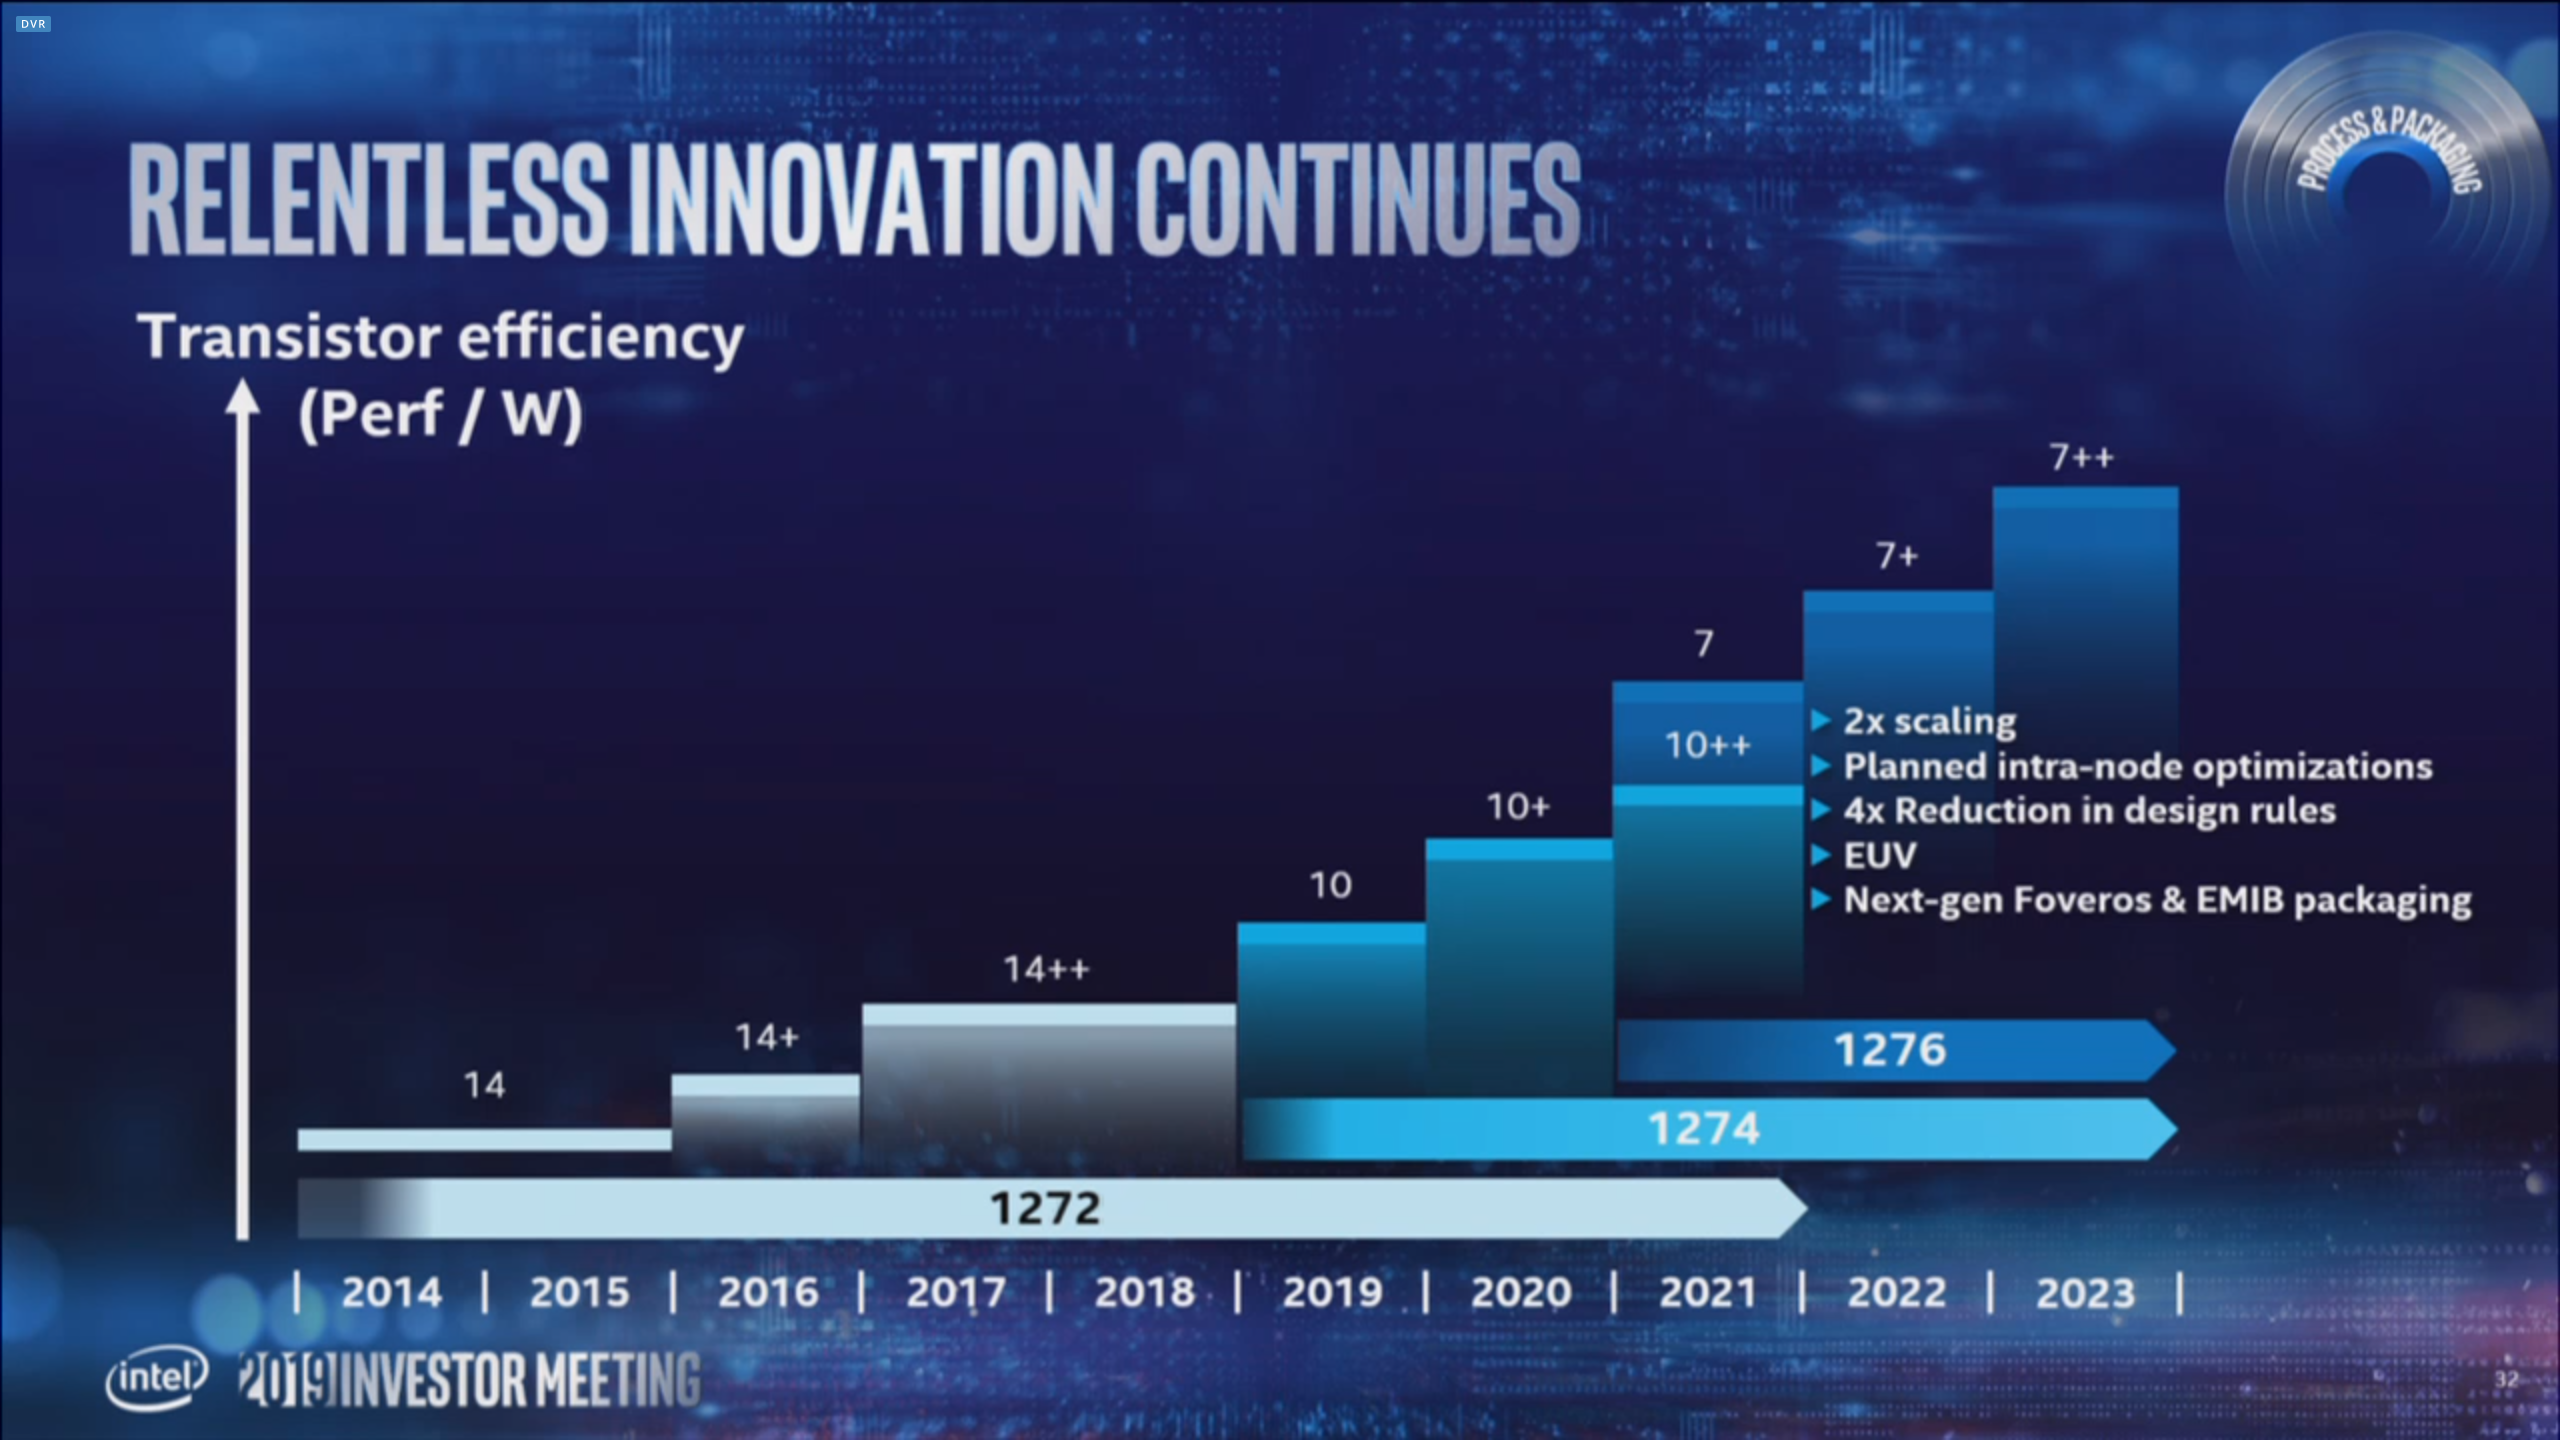 DVR
PROCESS & PACKAGING
RELENTLESS INNOVATION CONTINUES
Transistor efficiency
(Perf / W)
7++
7+
7
10++
10+
10
14++
14+
14
▶ 2x scaling
▶ Planned intra-node optimizations
▶ 4x Reduction in design rules
▶ EUV
▶ Next-gen Foveros & EMIB packaging
1276
1274
1272
| 2014 | 2015 | 2016 | 2017 | 2018 | 2019 | 2020 | 2021 | 2022 | 2023 |
intel 2019 INVESTOR MEETING
32